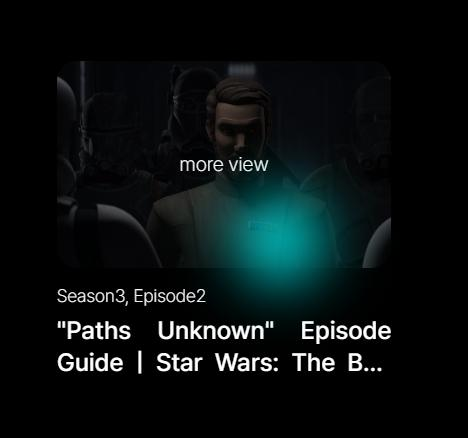 more view
Season3, Episode2
"Paths Unknown" Episode
Guide | Star Wars: The B...